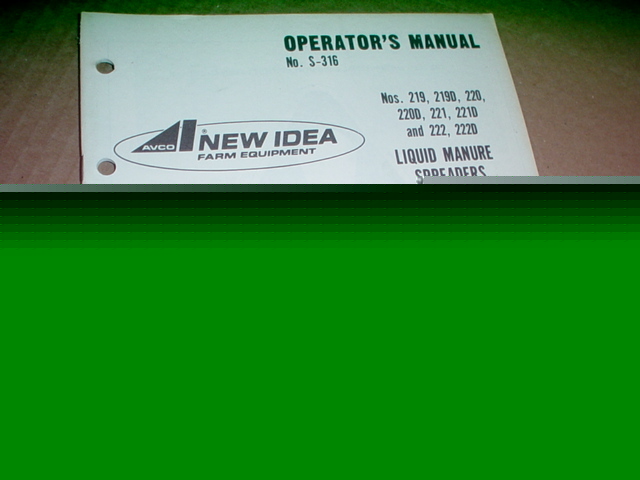 OPERATOR'S MANUAL
No. S-316
Nos. 219, 219D, 220,
220D, 221, 221D
and 222, 222D
AVCO
NEW IDEA
FARM EQUIPMENT
LIQUID MANURE
SPREADERS